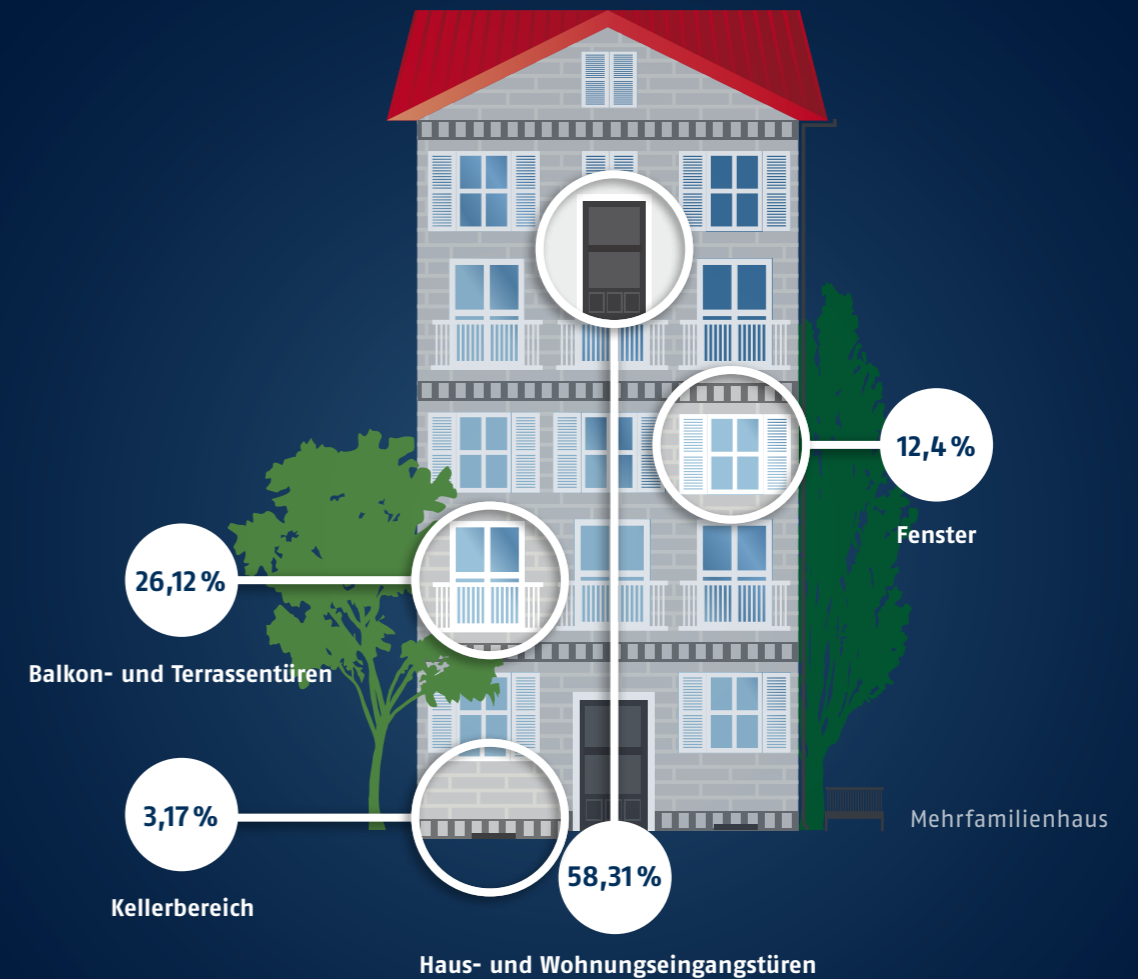 12,4 %
Fenster
26,12 %
Balkon- und Terrassentüren
3,17 %
Mehrfamilienhaus
58,31 %
Kellerbereich
Haus- und Wohnungseingangstüren